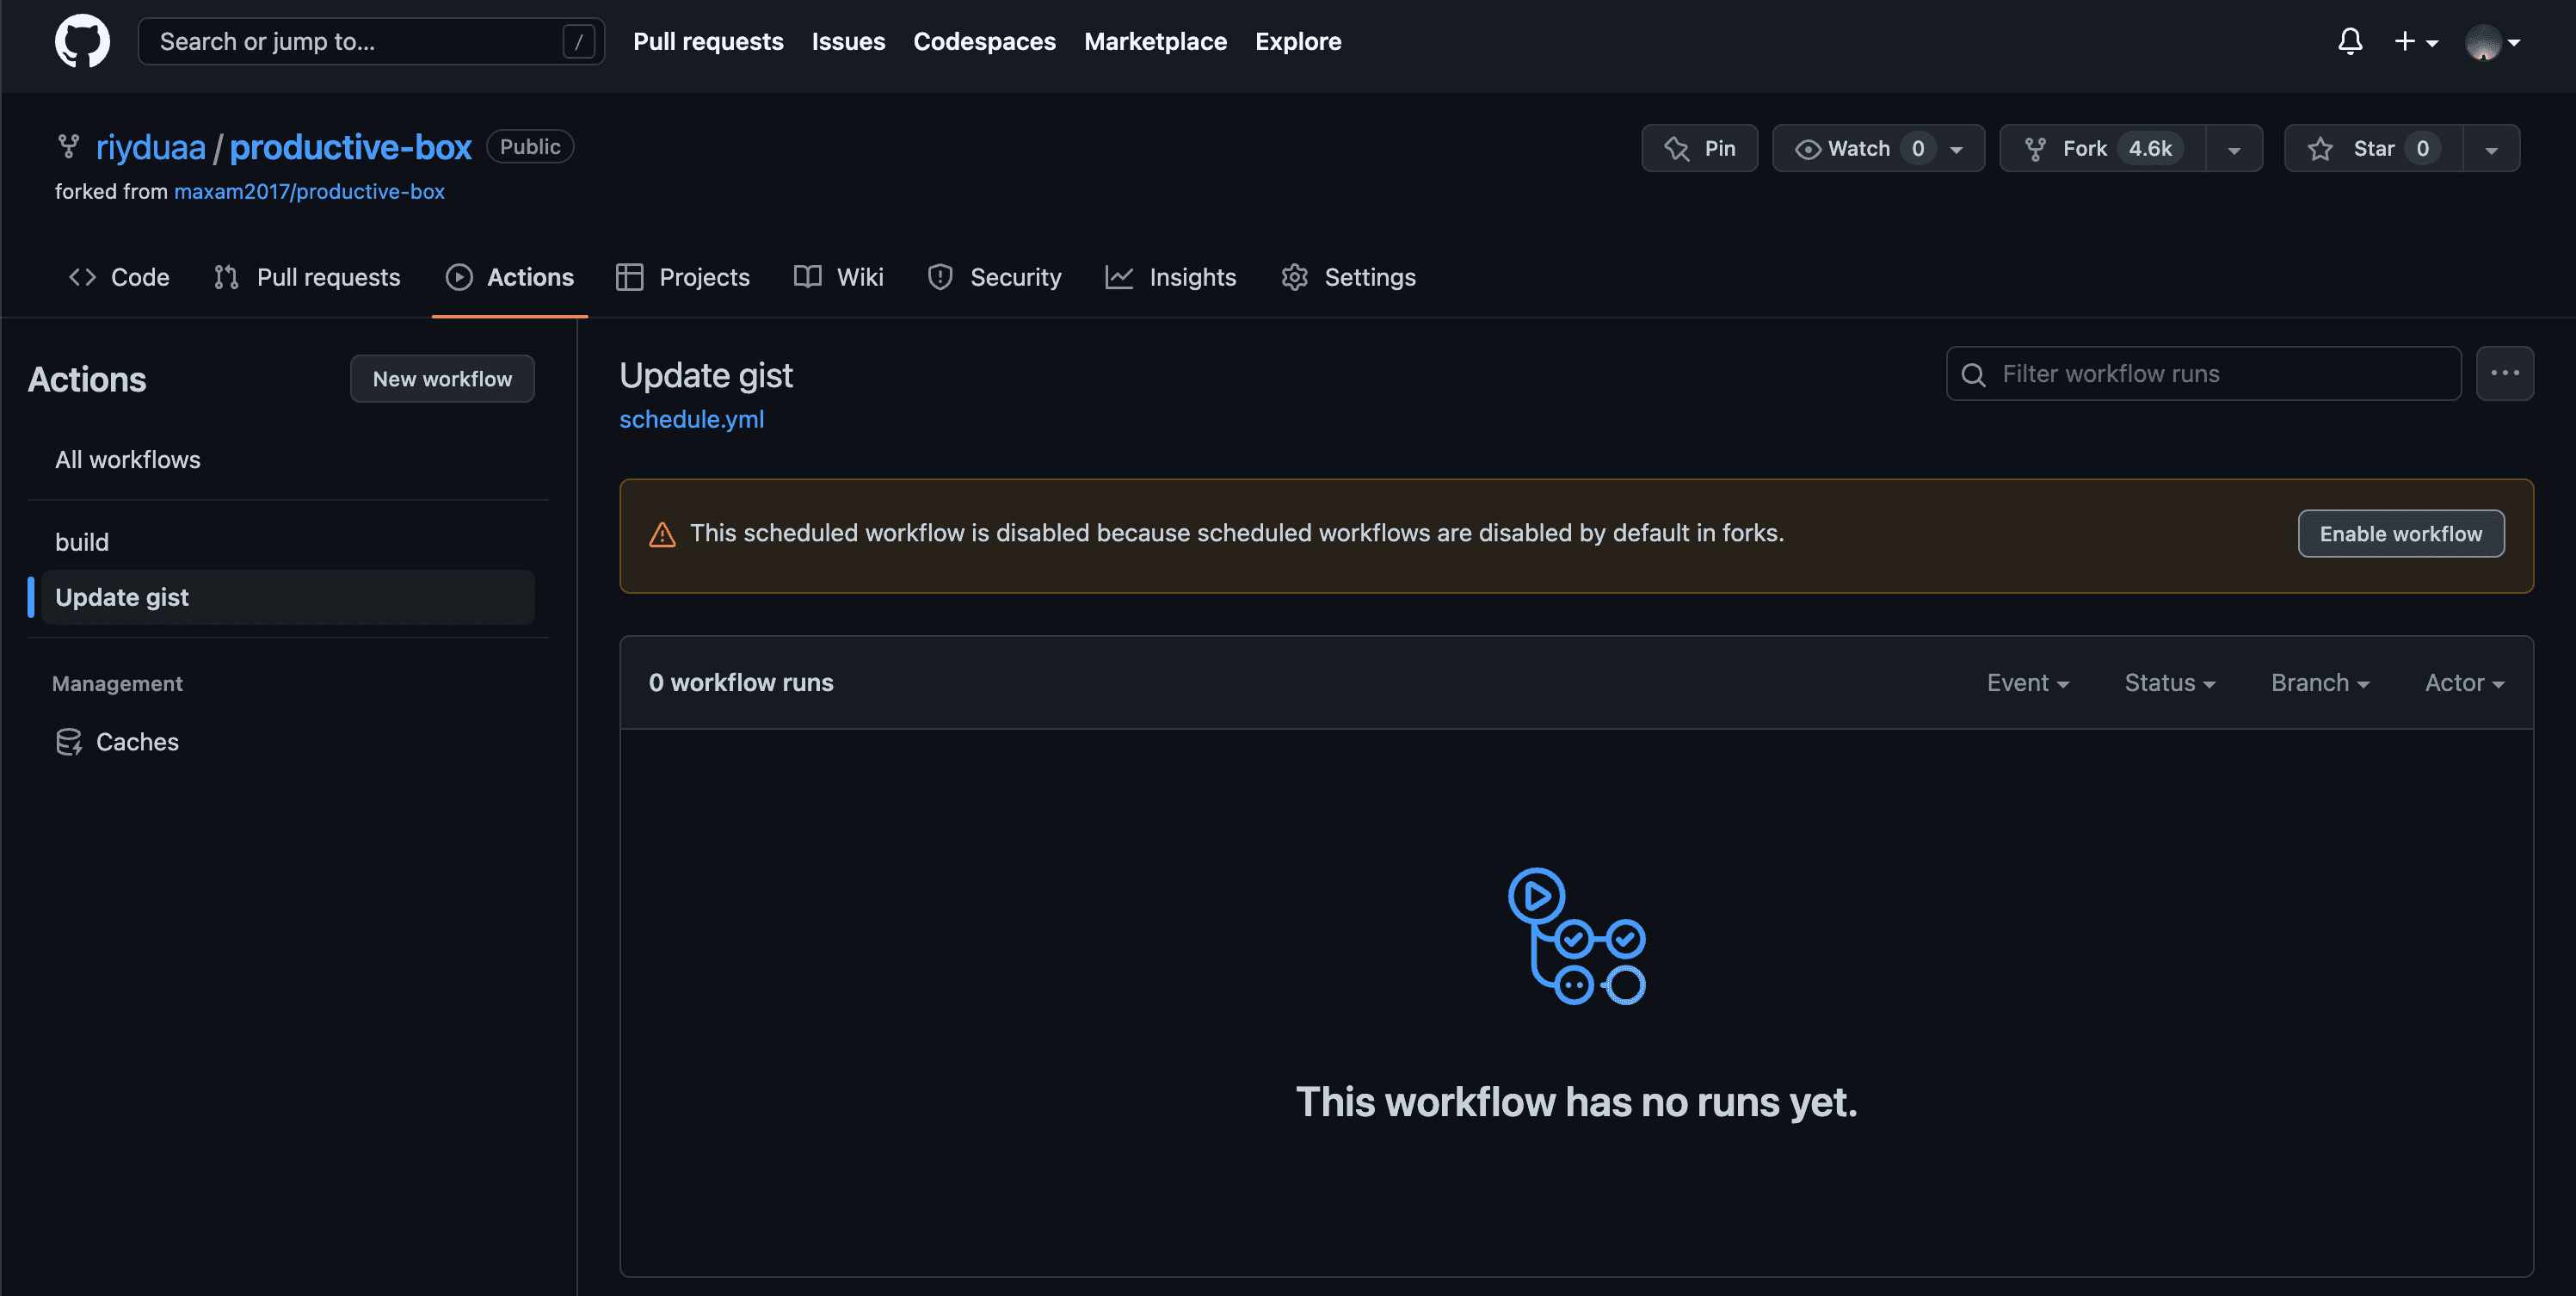 Search or jump to... / Pull requests Issues Codespaces Marketplace Explore
riyduaa / productive-box Public
forked from maxam2017/productive-box
Pin Watch 0 Fork 4.6k Star 0
Code Pull requests Actions Projects Wiki Security Insights Settings
Actions New workflow
All workflows
build
Update gist
Management
Caches
Update gist
schedule.yml
Filter workflow runs
This scheduled workflow is disabled because scheduled workflows are disabled by default in forks. Enable workflow
0 workflow runs Event Status Branch Actor
This workflow has no runs yet.